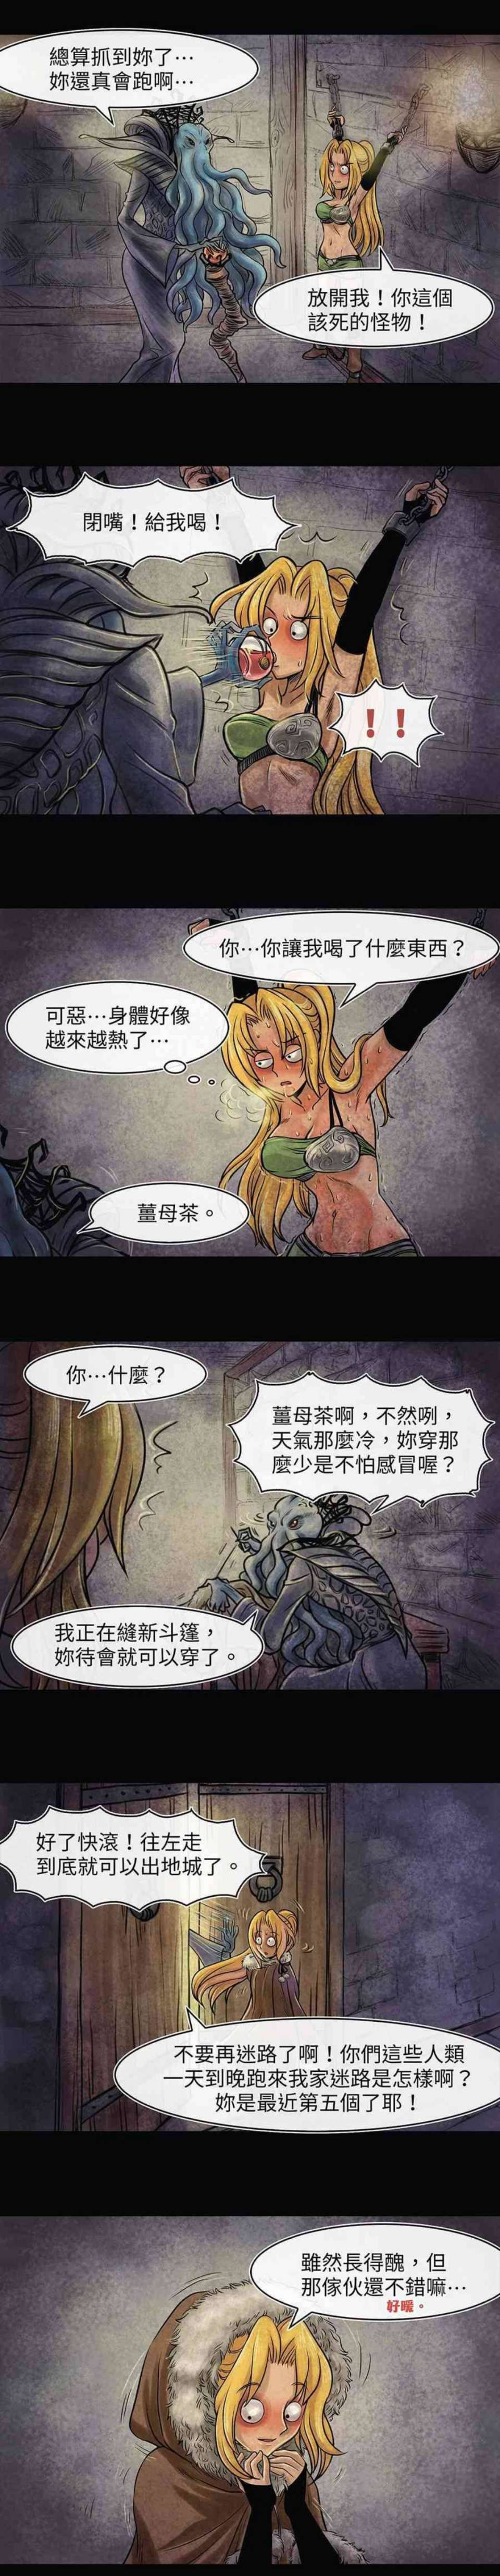 總算抓到妳了…
妳還真會跑啊…
放開我！你這個
該死的怪物！
閉嘴！給我喝！
！！
你…你讓我喝了什麼東西？
可惡…身體好像
越來越熱了…
薑母茶。
你…什麼？
薑母茶啊，不然咧，
天氣那麼冷，妳穿那
麼少是不怕感冒喔？
我正在縫新斗篷，
妳待會就可以穿了。
好了快滾！往左走
到底就可以出地城了。
不要再迷路了啊！你們這些人類
一天到晚跑來我家迷路是怎樣啊？
妳是最近第五個了耶！
雖然長得醜，但
那傢伙還不錯嘛…
好暖。